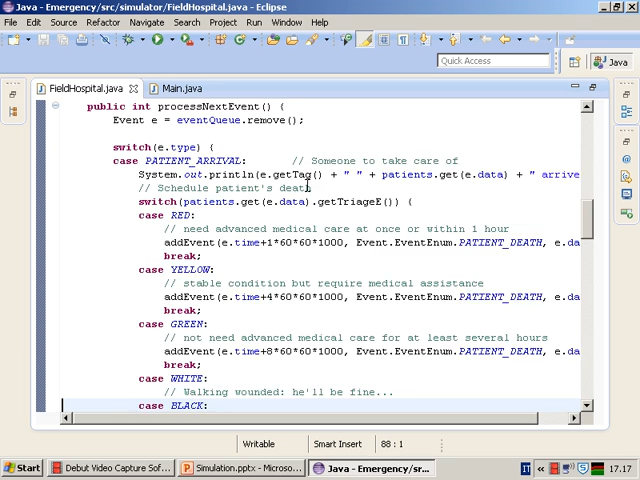 Java - Emergency/src/simulator/FieldHospital.java - Eclipse
File Edit Source Refactor Navigate Search Project Run Window Help
Quick Access
Java
FieldHospital.java Main.java
public int processNextEvent() {
Event e = eventQueue.remove();
switch(e.type) {
case PATIENT_ARRIVAL: // Someone to take care of
System.out.println(e.getTag() + " " + patients.get(e.data) + " arrive
// Schedule patient's death
switch(patients.get(e.data).getTriageE()) {
case RED:
// need advanced medical care at once or within 1 hour
addEvent(e.time+1*60*60*1000, Event.EventEnum.PATIENT_DEATH, e.da
break;
case YELLOW:
// stable condition but require medical assistance
addEvent(e.time+4*60*60*1000, Event.EventEnum.PATIENT_DEATH, e.da
break;
case GREEN:
// not need advanced medical care for at least several hours
addEvent(e.time+8*60*60*1000, Event.EventEnum.PATIENT_DEATH, e.da
break;
case WHITE:
// Walking wounded: he'll be fine...
case BLACK:
Writable Smart Insert 88 : 1
Start Debut Video Capture Sof... Simulation.pptx - Microso... Java - Emergency/sr... IT « 17.17